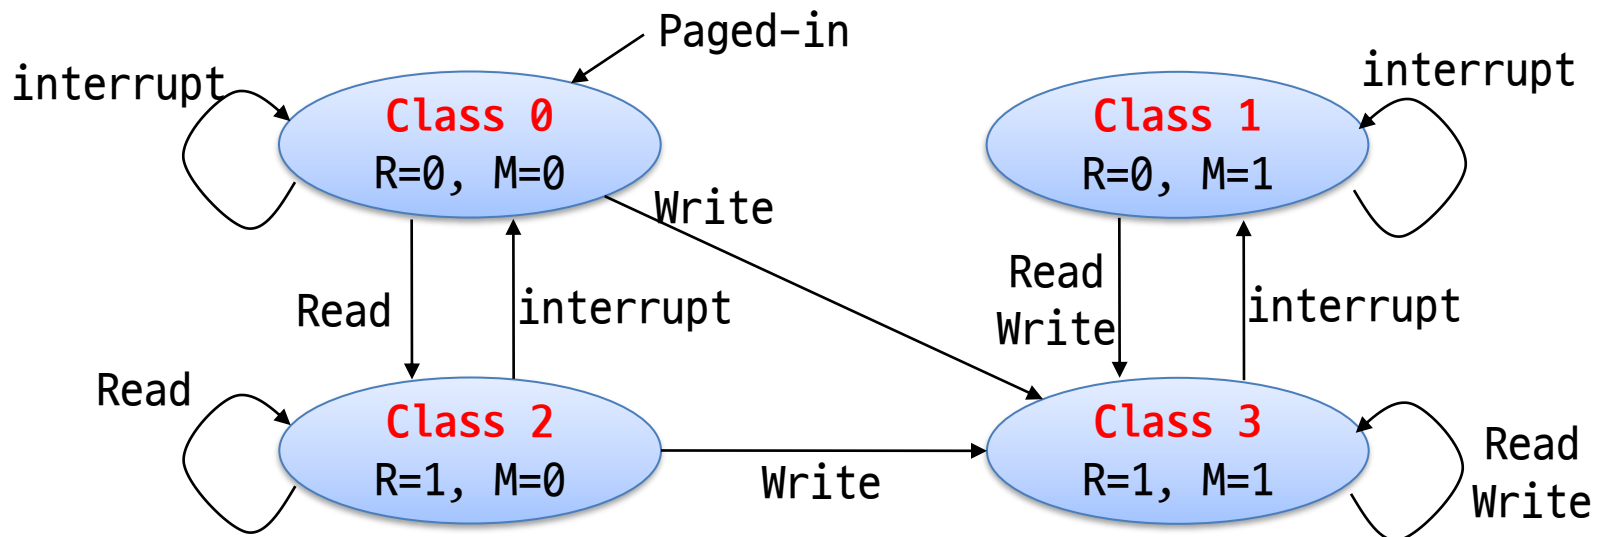 Paged-in
interrupt
Class 0
R=0, M=0
interrupt
Class 1
R=0, M=1
Write
Read
interrupt
Read
Write
interrupt
Read
Class 2
R=1, M=0
Write
Class 3
R=1, M=1
Read
Write